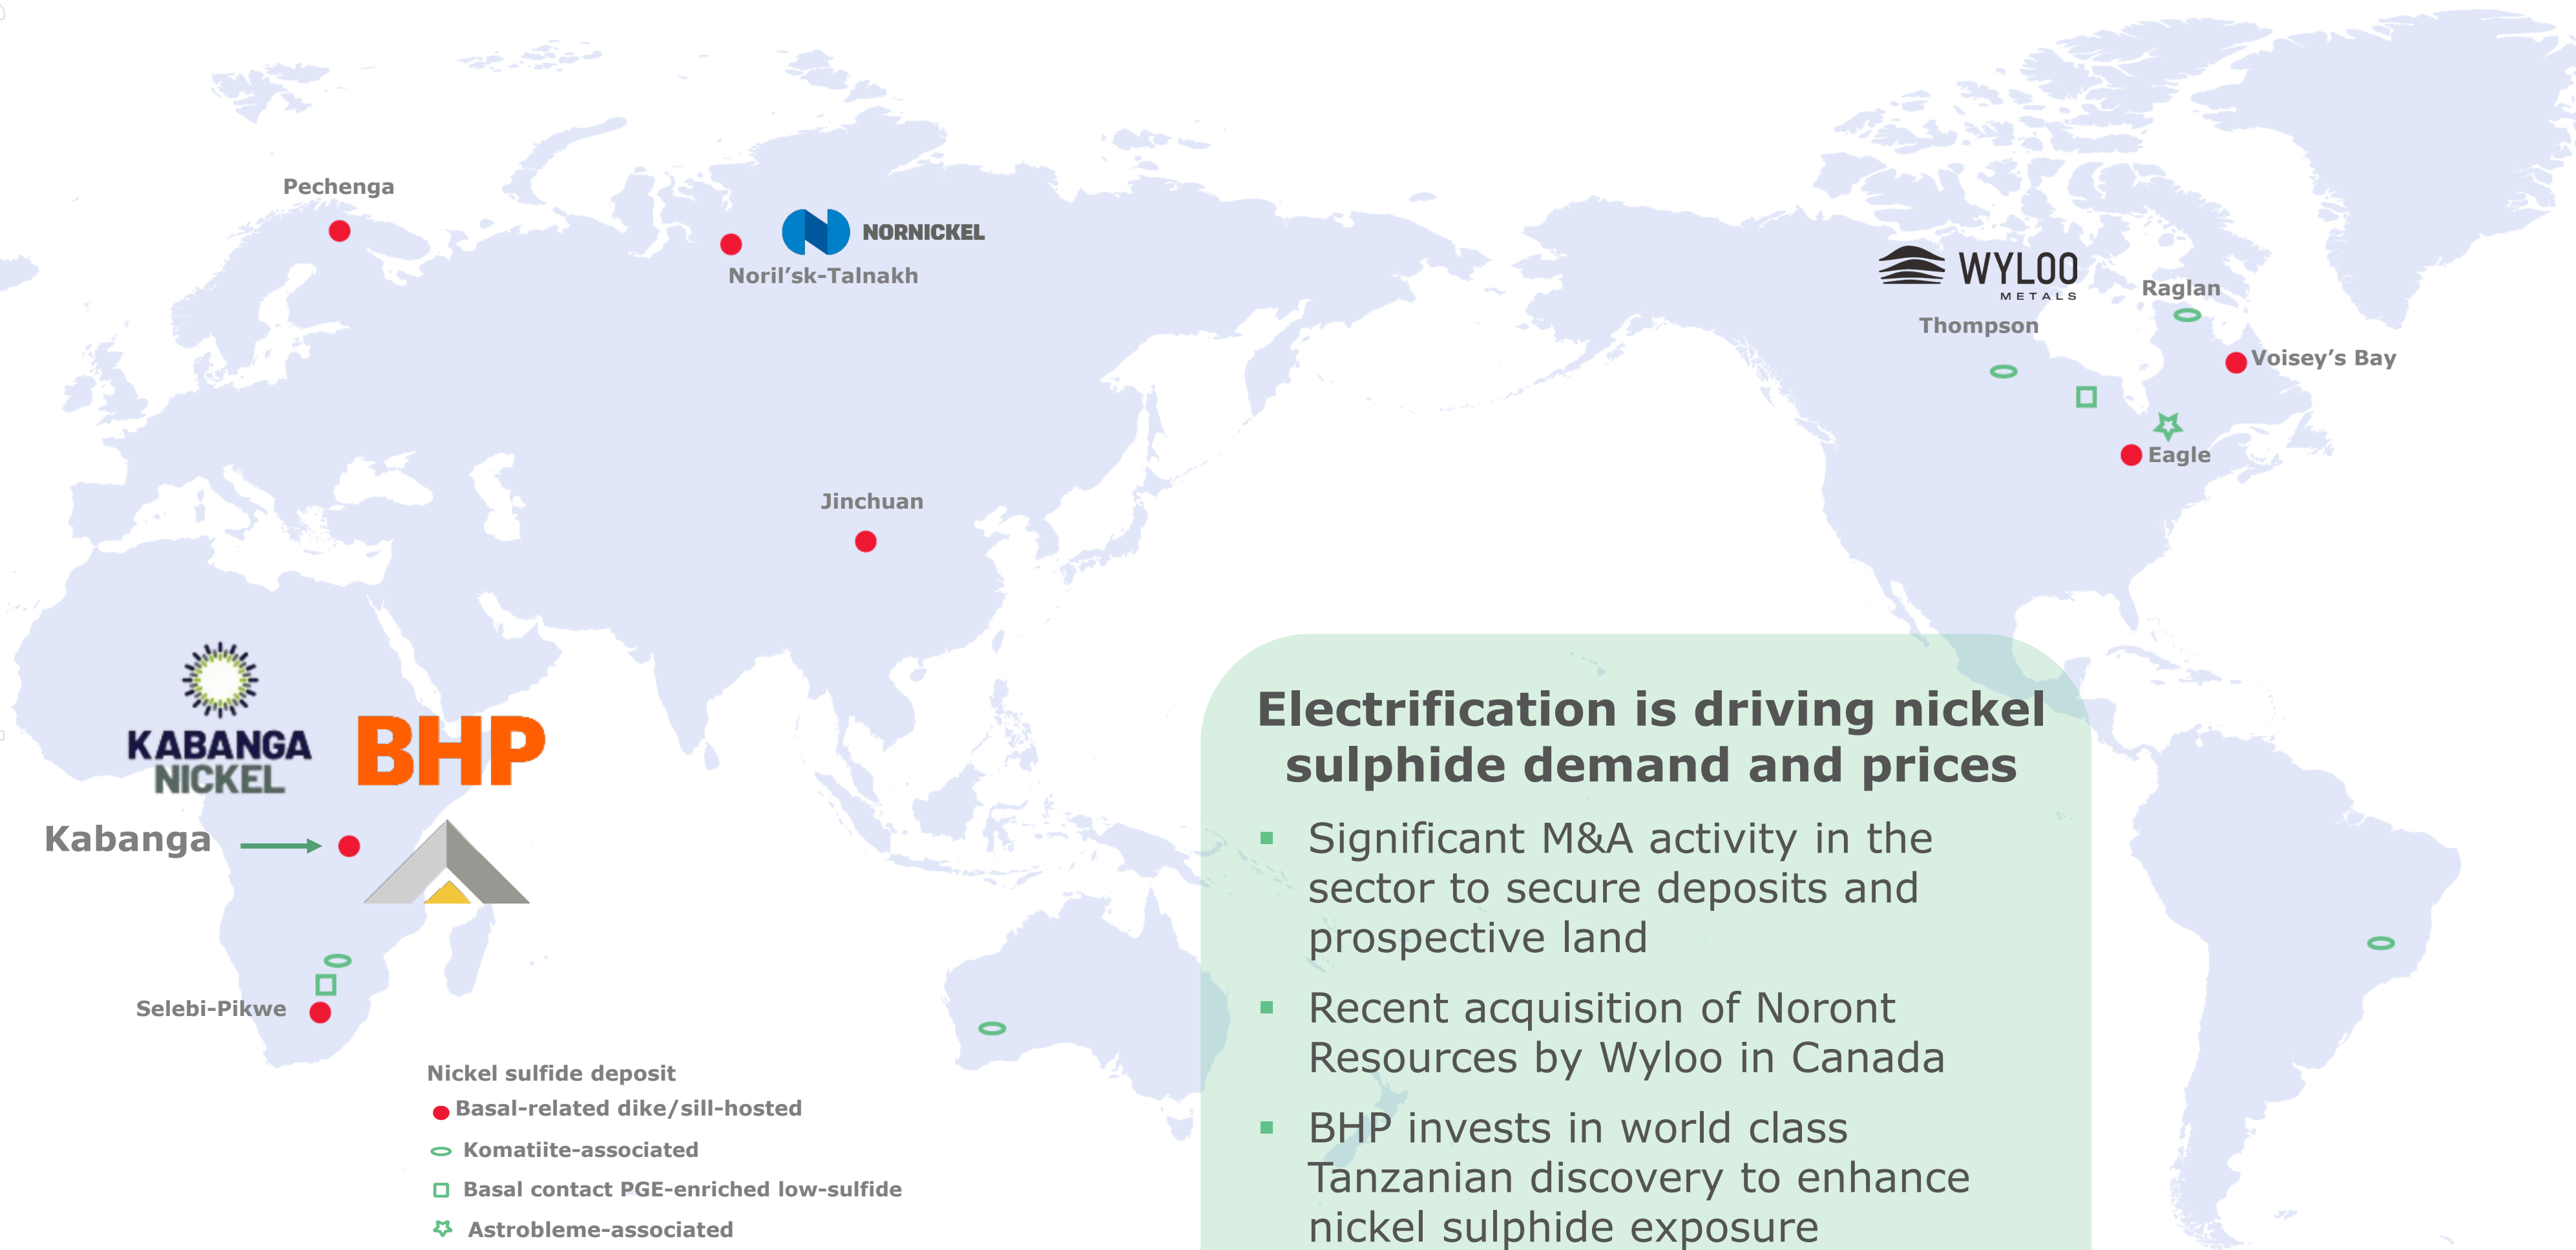 Pechenga
NORNICKEL
Noril’sk-Talnakh
WYLOO
METALS
Raglan
Thompson
Voisey’s Bay
Eagle
Jinchuan
KABANGA
NICKEL
BHP
Kabanga
Selebi-Pikwe
Nickel sulfide deposit
Basal-related dike/sill-hosted
Komatiite-associated
Basal contact PGE-enriched low-sulfide
Astrobleme-associated
Electrification is driving nickel
sulphide demand and prices
▪ Significant M&A activity in the
sector to secure deposits and
prospective land
▪ Recent acquisition of Noront
Resources by Wyloo in Canada
▪ BHP invests in world class
Tanzanian discovery to enhance
nickel sulphide exposure